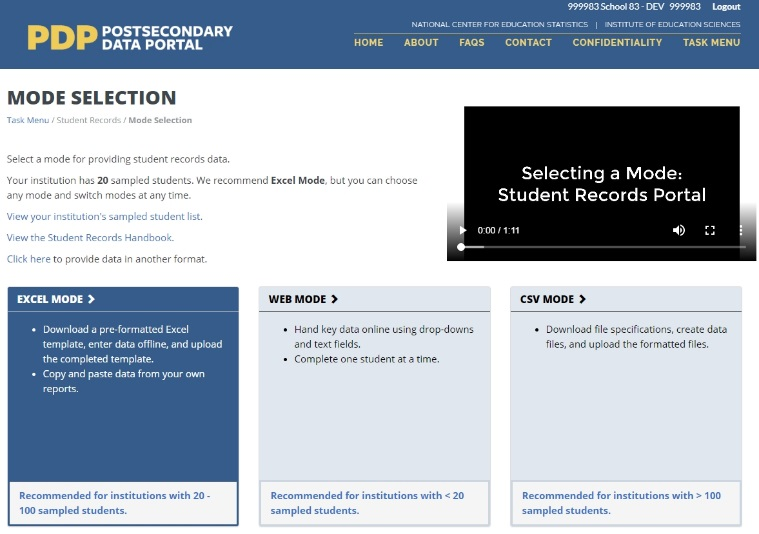 999983 School 83 - DEV 999983 Logout
PDP POSTSECONDARY
DATA PORTAL
NATIONAL CENTER FOR EDUCATION STATISTICS | INSTITUTE OF EDUCATION SCIENCES
HOME ABOUT FAQS CONTACT CONFIDENTIALITY TASK MENU
MODE SELECTION
Task Menu / Student Records / Mode Selection
Select a mode for providing student records data.
Your institution has 20 sampled students. We recommend Excel Mode, but you can choose
any mode and switch modes at any time.
View your institution's sampled student list.
View the Student Records Handbook.
Click here to provide data in another format.
Selecting a Mode:
Student Records Portal
0:00 / 1:11
EXCEL MODE
Download a pre-formatted Excel
template, enter data offline, and upload
the completed template.
Copy and paste data from your own
reports.
Recommended for institutions with 20 -
100 sampled students.
WEB MODE
Hand key data online using drop-downs
and text fields.
Complete one student at a time.
Recommended for institutions with < 20
sampled students.
CSV MODE
Download file specifications, create data
files, and upload the formatted files.
Recommended for institutions with > 100
sampled students.